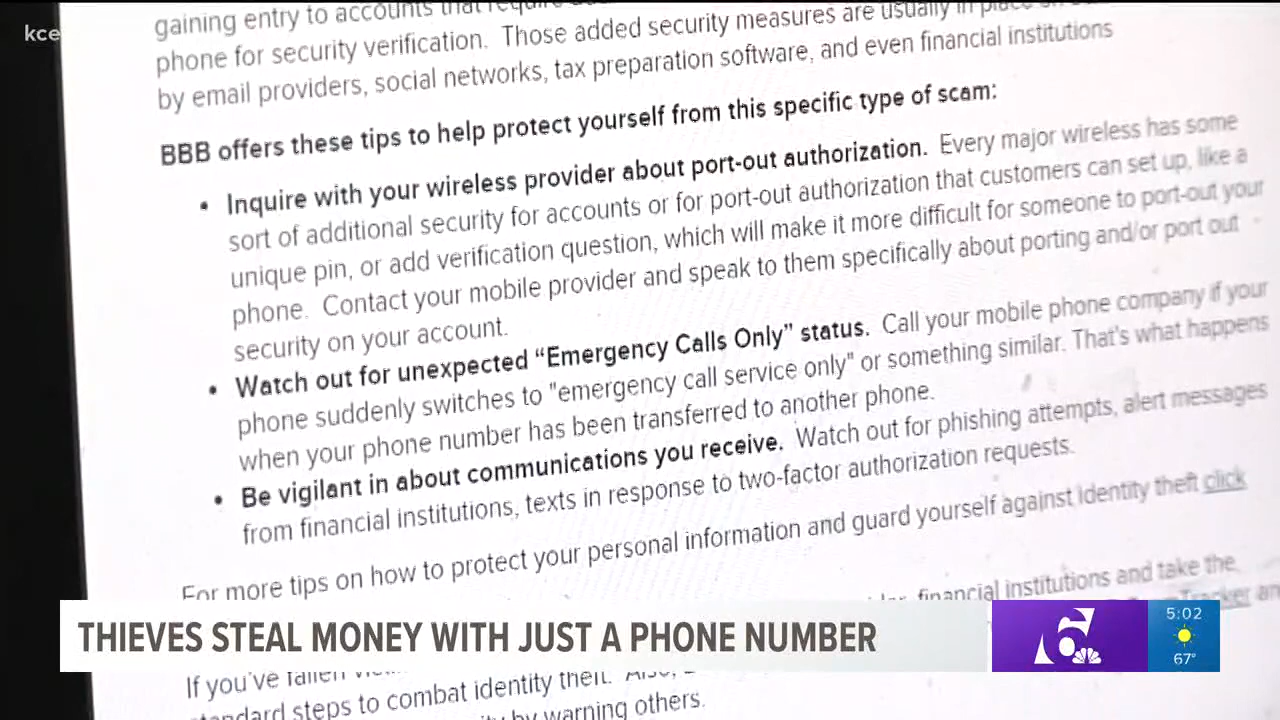 kce
gaining entry to accounts that require
phone for security verification. Those added security measures are usually in place
by email providers, social networks, tax preparation software, and even financial institutions
BBB offers these tips to help protect yourself from this specific type of scam:
• Inquire with your wireless provider about port-out authorization. Every major wireless has some
sort of additional security for accounts or for port-out authorization that customers can set up, like a
unique pin, or add verification question, which will make it more difficult for someone to port-out your
phone. Contact your mobile provider and speak to them specifically about porting and/or port out
security on your account.
• Watch out for unexpected “Emergency Calls Only” status. Call your mobile phone company if your
phone suddenly switches to "emergency call service only" or something similar. That's what happens
when your phone number has been transferred to another phone.
• Be vigilant in about communications you receive. Watch out for phishing attempts, alert messages
from financial institutions, texts in response to two-factor authorization requests.
For more tips on how to protect your personal information and guard yourself against identity theft click
financial institutions and take the
THIEVES STEAL MONEY WITH JUST A PHONE NUMBER
6
5:02
67°
If you've fallen
standard steps to combat identity theft. Also,
by warning others.